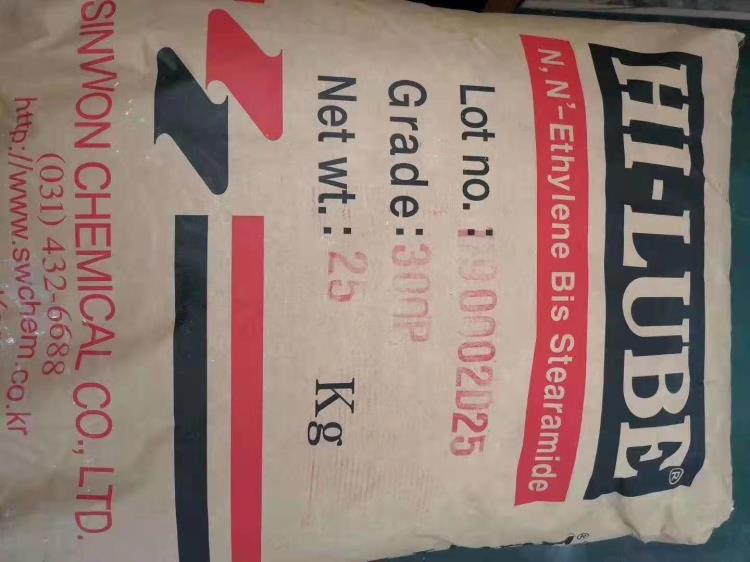 HI-LUBE®
N, N'-Ethylene Bis Stearamide
Lot no. :
Grade: 300P
Net wt.: 25 Kg
SINWON CHEMICAL CO., LTD.
(031) 432-6688
http://www.swchem.co.kr